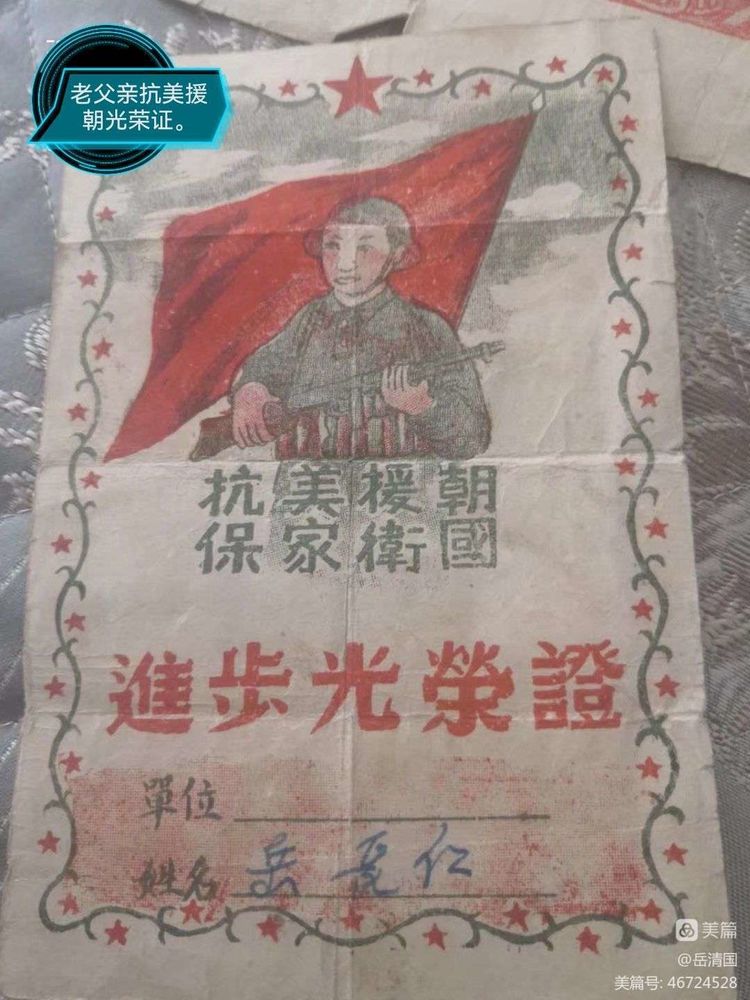 老父亲抗美援
朝光荣证。
抗美援朝
保家衛國
進步光榮證
單位
姓名 岳 仁
美篇
@岳清国
美篇号: 46724528